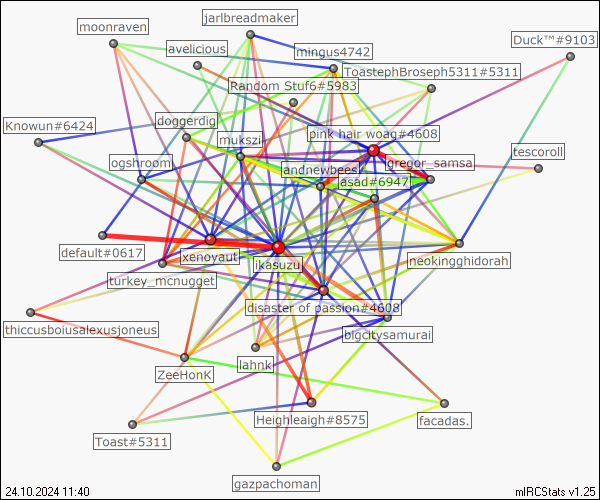 jarlbreadmaker
moonraven
avelicious
mingus4742
Duck™#9103
ToastephBroseph5311#5311
Random Stuf6#5983
Knowun#6424
doggerdig
mukszi
pink hair woag#4608
tescoroll
ogshroom
andnewbees
gregor_samsa
asad#6947
default#0617
xenoyaut
ikasuzu
neokingghidorah
turkey_mcnugget
disaster of passion#4608
thiccusboiusalexusjoneus
bigcitysamurai
lahnk
ZeeHonK
Heighleaigh#8575
facadas.
Toast#5311
gazpachoman
24.10.2024 11:40
mIRCStats v1.25